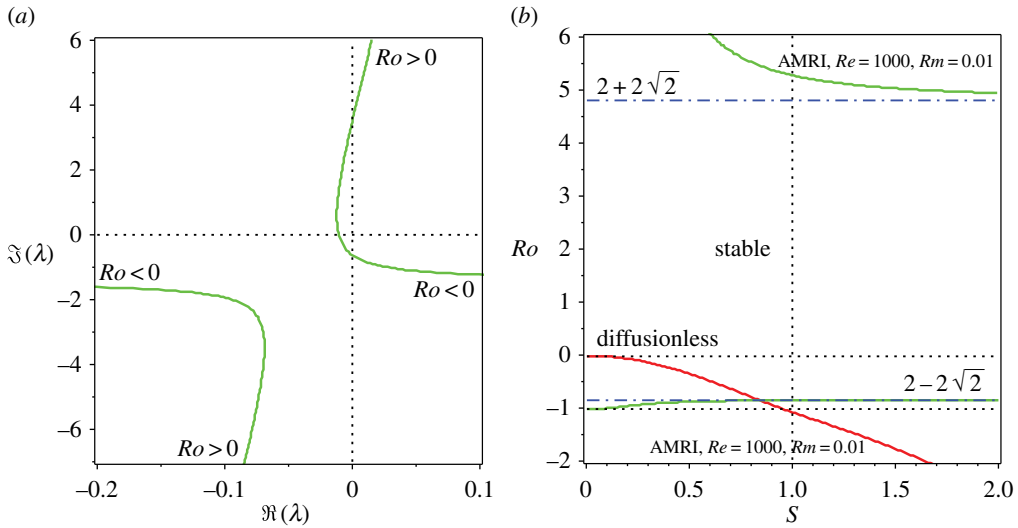 (a)
6
4
2
0
−2
−4
−6
ℑ(λ)
−0.2
−0.1
0
0.1
ℜ(λ)
Ro > 0
Ro < 0
Ro < 0
Ro > 0
(b)
6
5
4
3
2
1
0
−1
−2
Ro
0
0.5
1.0
1.5
2.0
S
AMRI, Re = 1000, Rm = 0.01
2 + 2√2
stable
diffusionless
2 − 2√2
AMRI, Re = 1000, Rm = 0.01